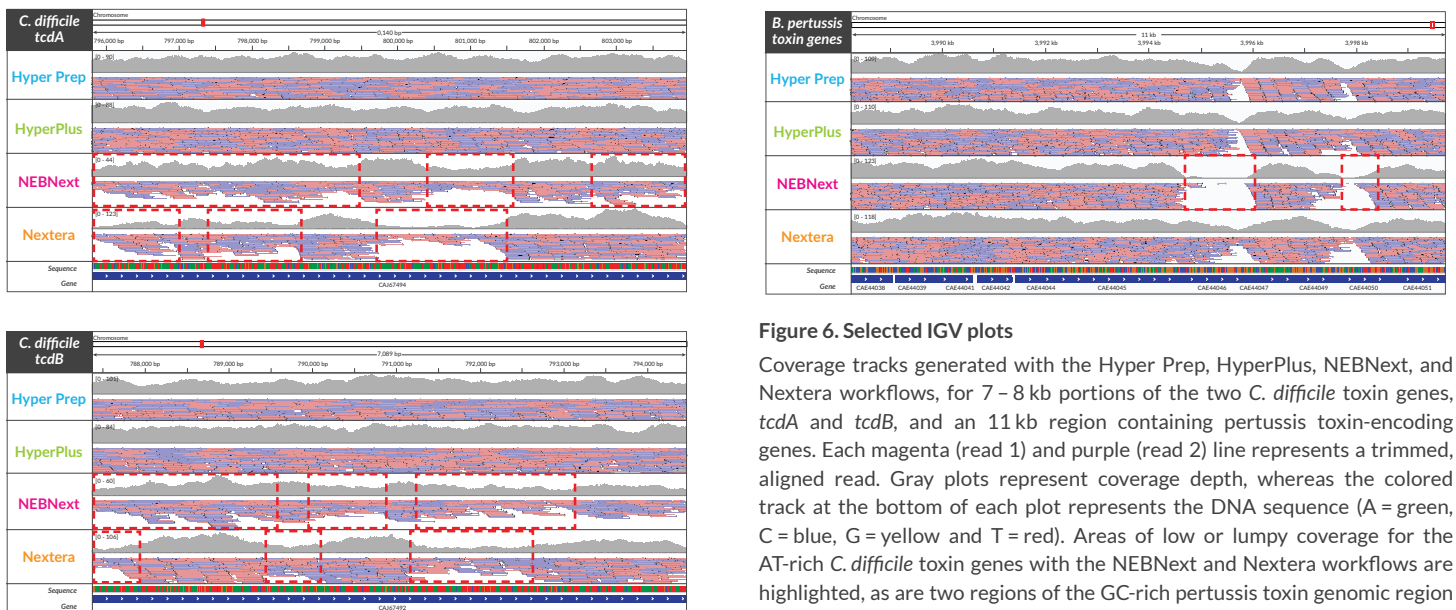 C. difficile
tcdA
Chromosome
0,140 bp
796,000 bp 797,000 bp 798,000 bp 799,000 bp 800,000 bp 801,000 bp 802,000 bp 803,000 bp
Hyper Prep
[0 - 90]
HyperPlus
[0 - 88]
NEBNext
[0 - 44]
Nextera
[0 - 123]
Sequence
Gene
CAJ67494
C. difficile
tcdB
Chromosome
7,089 bp
788,000 bp 789,000 bp 790,000 bp 791,000 bp 792,000 bp 793,000 bp 794,000 bp
Hyper Prep
[0 - 101]
HyperPlus
[0 - 84]
NEBNext
[0 - 60]
Nextera
[0 - 106]
Sequence
Gene
CAJ67492
B. pertussis
toxin genes
Chromosome
11 kb
3,990 kb 3,992 kb 3,994 kb 3,996 kb 3,998 kb
Hyper Prep
[0 - 109]
HyperPlus
[0 - 110]
NEBNext
[0 - 123]
Nextera
[0 - 118]
Sequence
Gene
CAE44038 CAE44039 CAE44041 CAE44042 CAE44044 CAE44045 CAE44046 CAE44047 CAE44049 CAE44050 CAE44051
Figure 6. Selected IGV plots
Coverage tracks generated with the Hyper Prep, HyperPlus, NEBNext, and
Nextera workflows, for 7 – 8 kb portions of the two C. difficile toxin genes,
tcdA and tcdB, and an 11 kb region containing pertussis toxin-encoding
genes. Each magenta (read 1) and purple (read 2) line represents a trimmed,
aligned read. Gray plots represent coverage depth, whereas the colored
track at the bottom of each plot represents the DNA sequence (A = green,
C = blue, G = yellow and T = red). Areas of low or lumpy coverage for the
AT-rich C. difficile toxin genes with the NEBNext and Nextera workflows are
highlighted, as are two regions of the GC-rich pertussis toxin genomic region